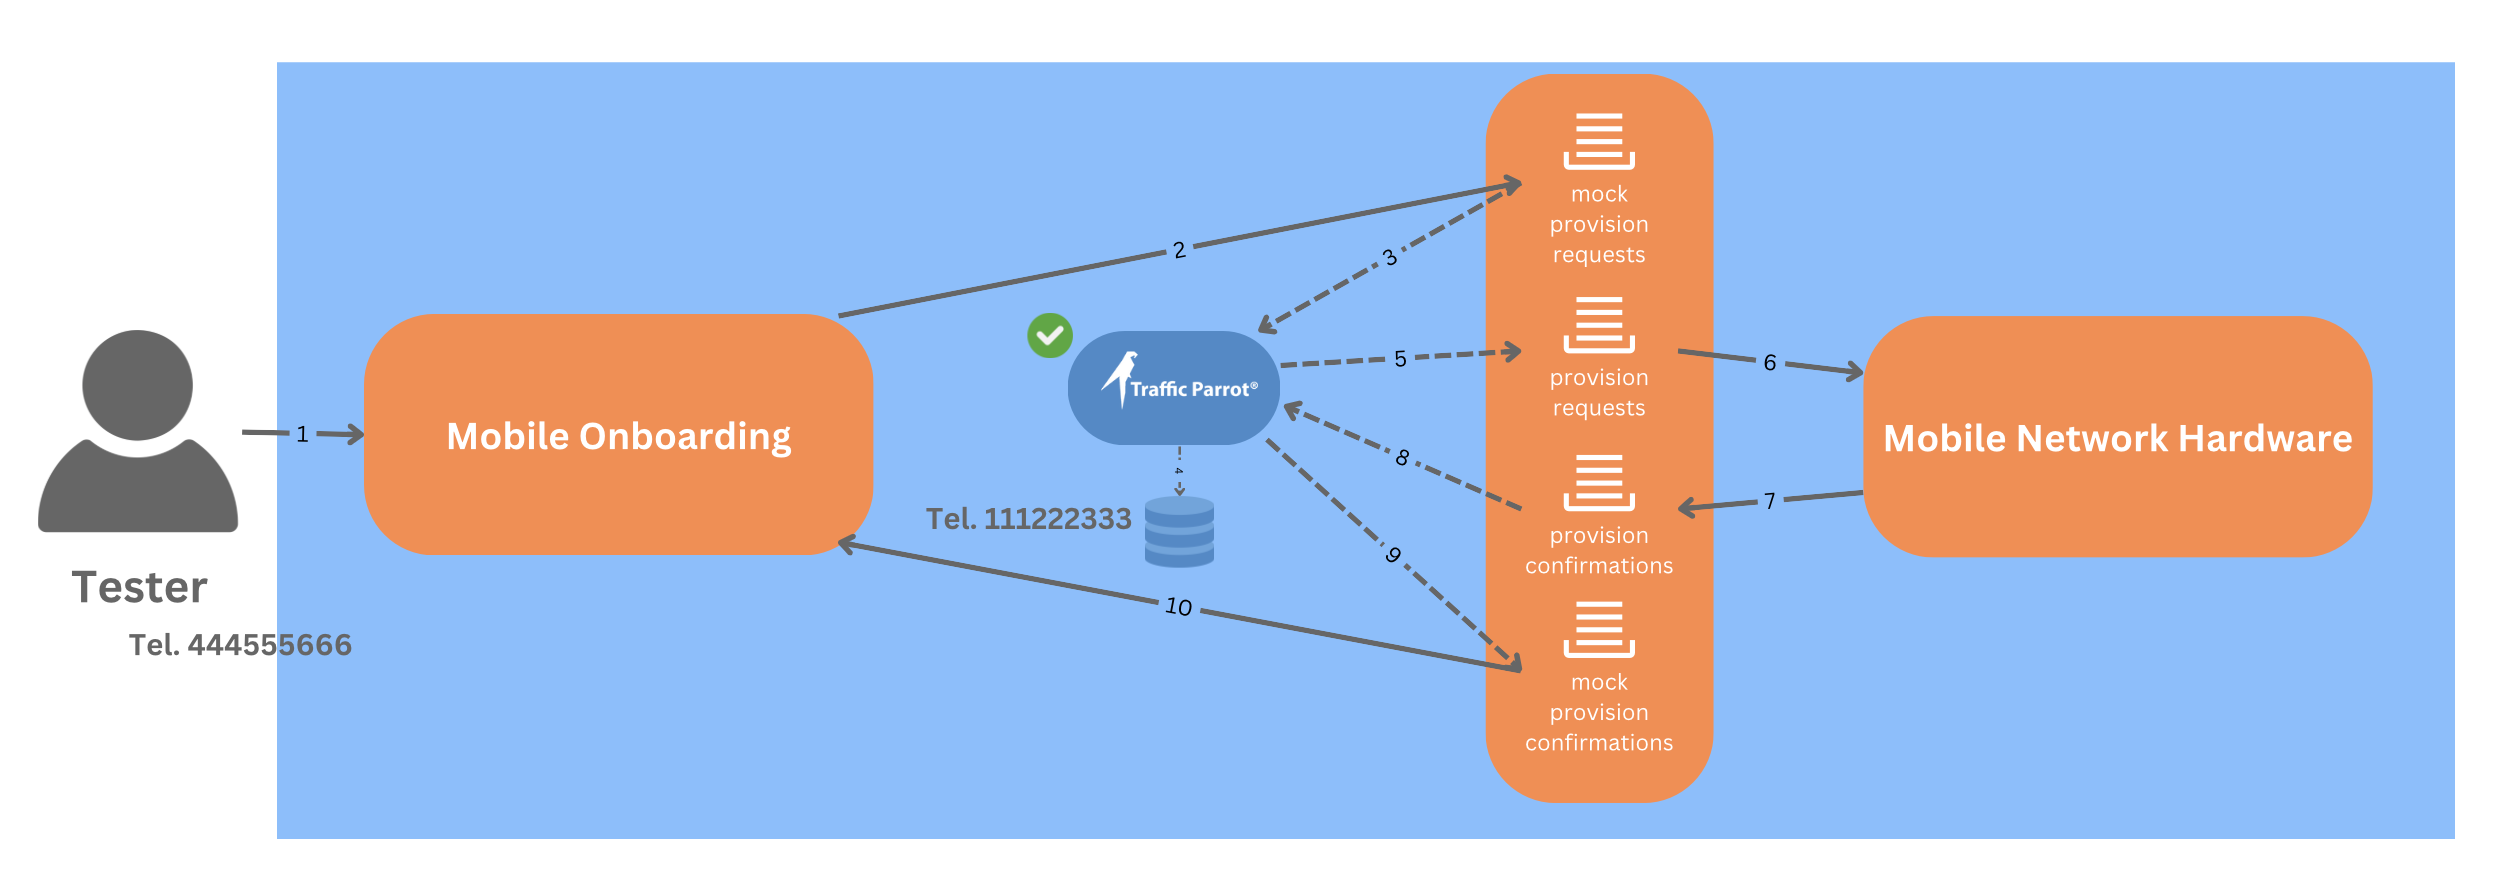 1
Tester
Tel. 444555666
Mobile Onboarding
2
3
4
5
6
7
8
9
10
Traffic Parrot®
Tel. 111222333
mock
provision
requests
provision
requests
provision
confirmations
mock
provision
confirmations
Mobile Network Hardware